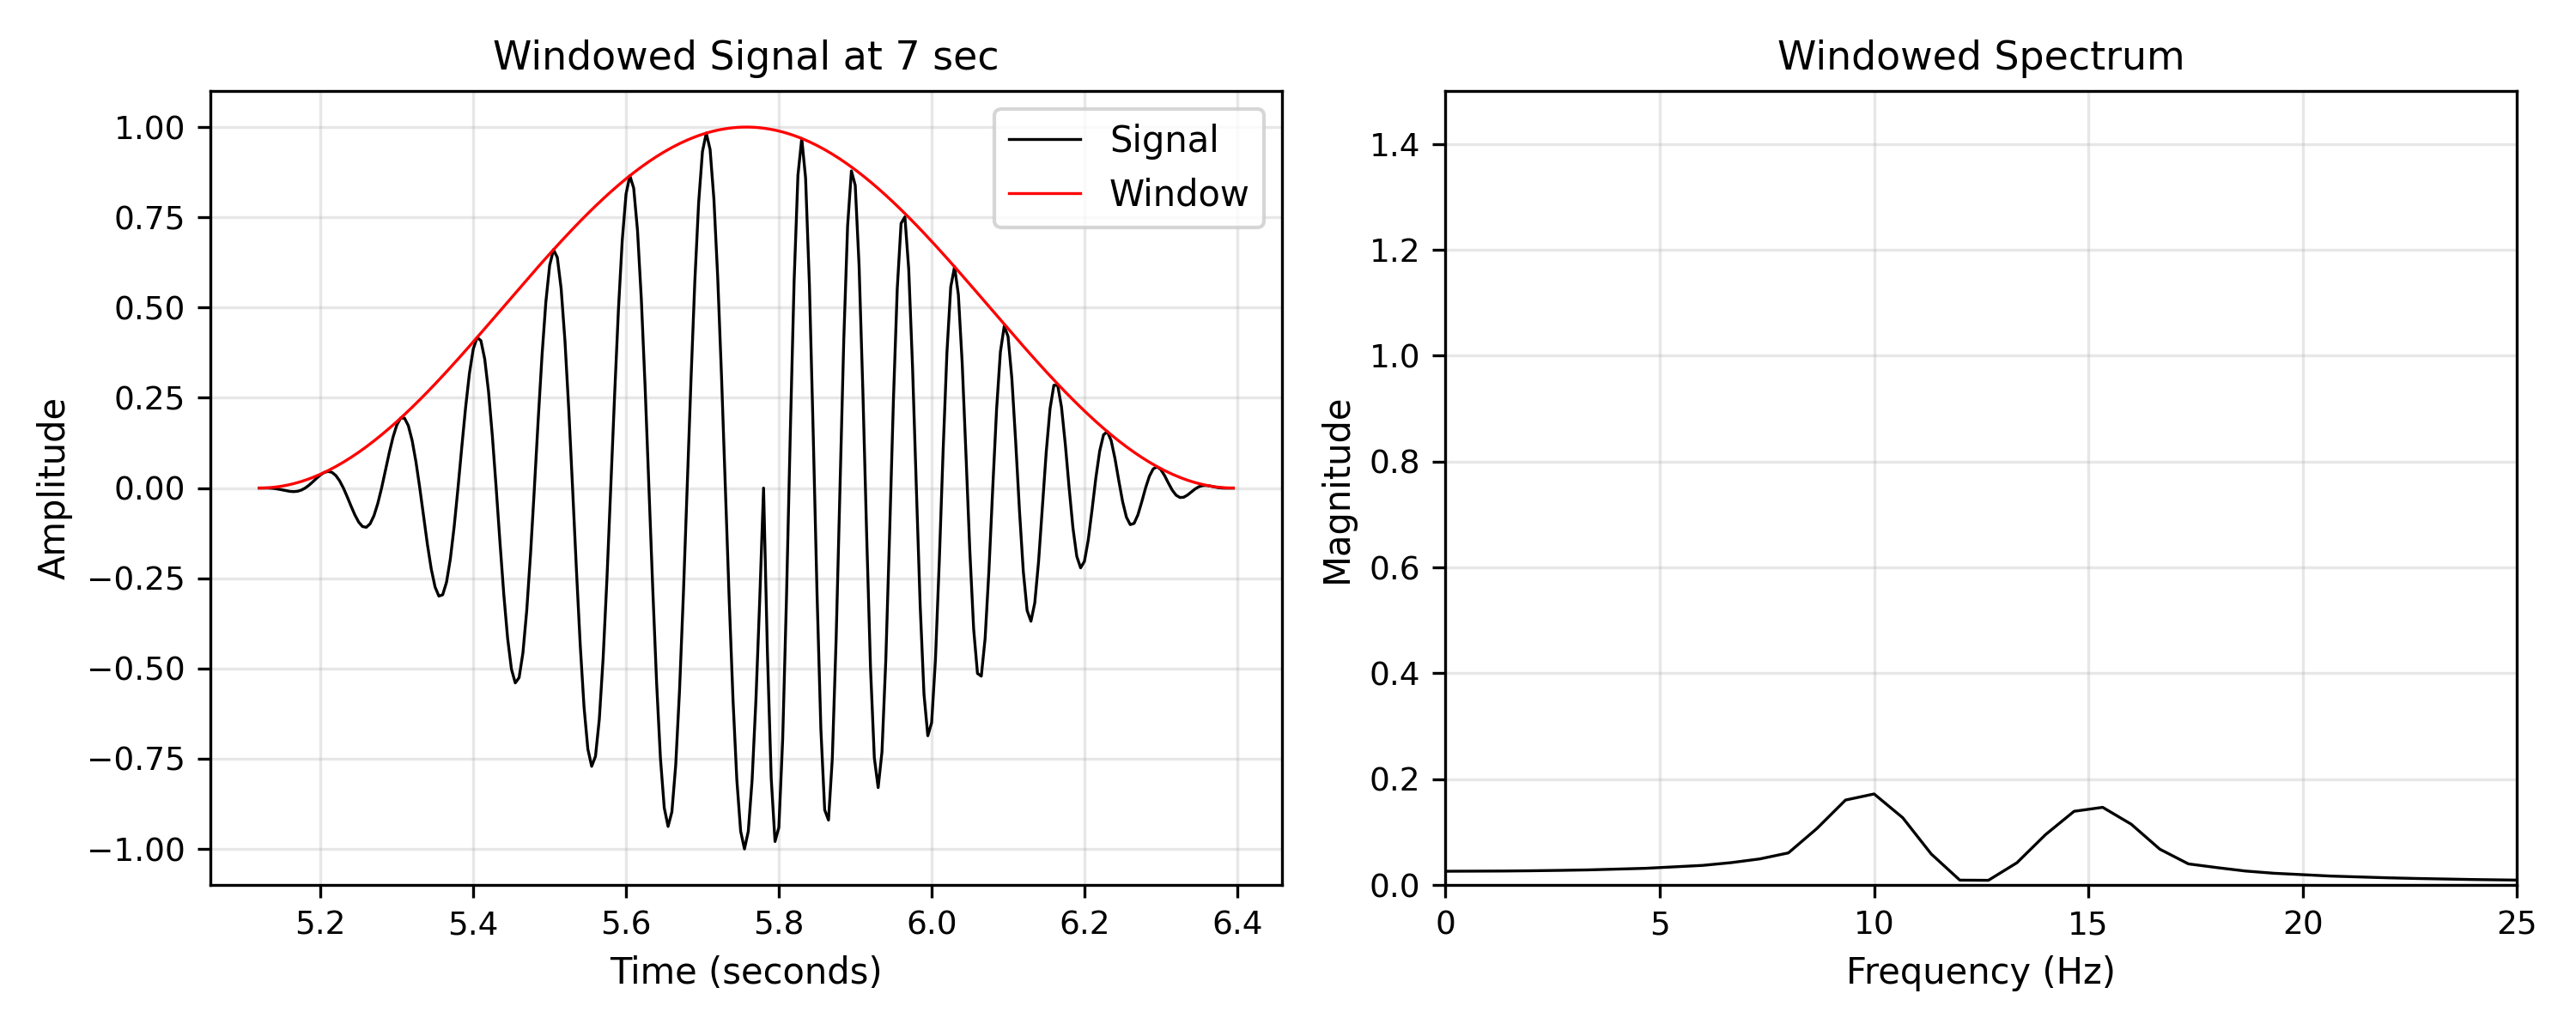 Windowed Signal at 7 sec
1.00
0.75
0.50
0.25
0.00
−0.25
−0.50
−0.75
−1.00
Amplitude
5.2 5.4 5.6 5.8 6.0 6.2 6.4
Time (seconds)
Signal
Window
Windowed Spectrum
1.4
1.2
1.0
0.8
0.6
0.4
0.2
0.0
Magnitude
0 5 10 15 20 25
Frequency (Hz)